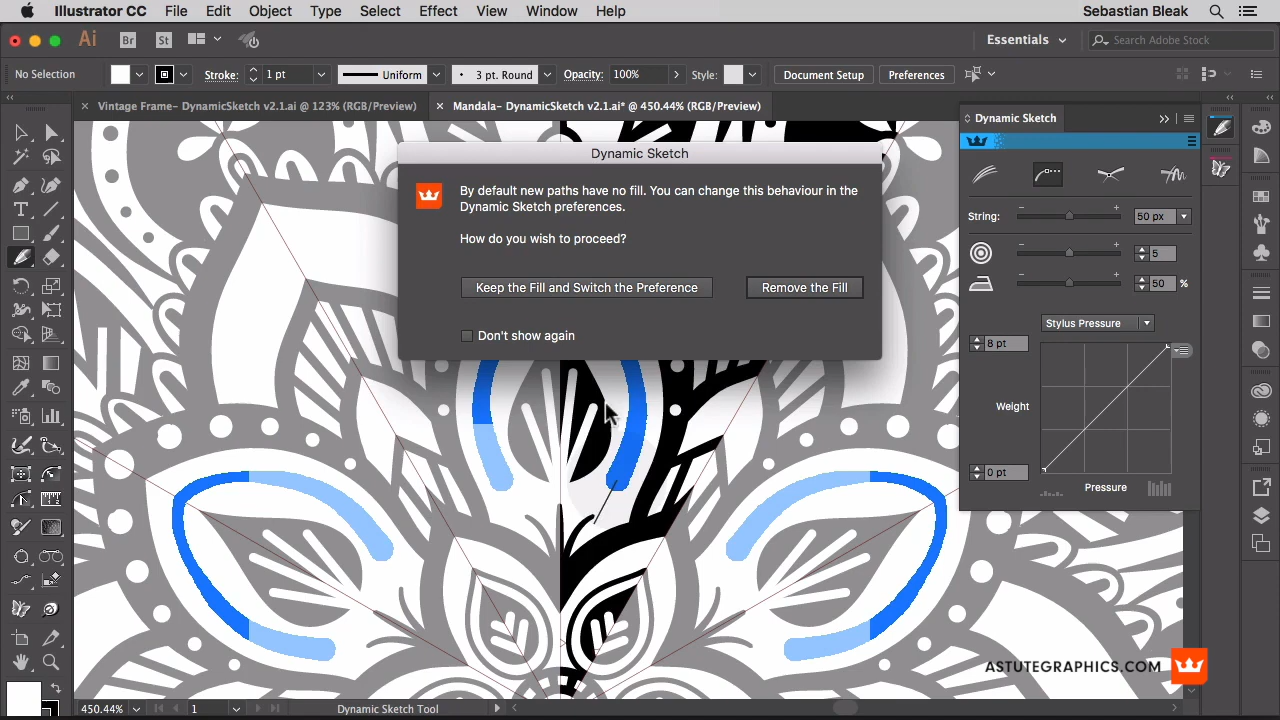 Illustrator CC File Edit Object Type Select Effect View Window Help Sebastian Bleak
Ai Br St Essentials Search Adobe Stock
No Selection Stroke: 1 pt Uniform 3 pt. Round Opacity: 100% Style: Document Setup Preferences
Vintage Frame- DynamicSketch v2.1.ai @ 123% (RGB/Preview) Mandala- DynamicSketch v2.1.ai* @ 450.44% (RGB/Preview)
Dynamic Sketch
Dynamic Sketch
By default new paths have no fill. You can change this behaviour in the
Dynamic Sketch preferences.
How do you wish to proceed?
Keep the Fill and Switch the Preference Remove the Fill
Don't show again
String: 50 px
5
50 %
Stylus Pressure
8 pt
Weight
0 pt
Pressure
ASTUTEGRAPHICS.COM
450.44% 1 Dynamic Sketch Tool